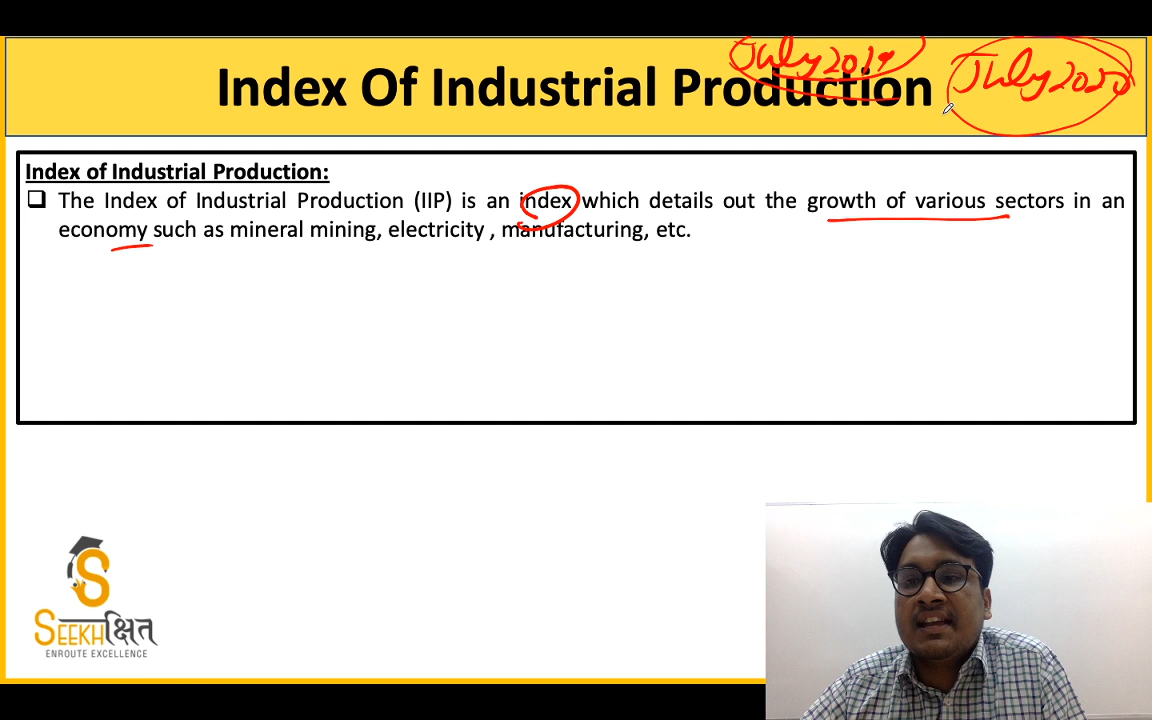 July 2019
July 2020
Index Of Industrial Production
Index of Industrial Production:
The Index of Industrial Production (IIP) is an index which details out the growth of various sectors in an
economy such as mineral mining, electricity , manufacturing, etc.
S
SEEKHक्षित
ENROUTE EXCELLENCE